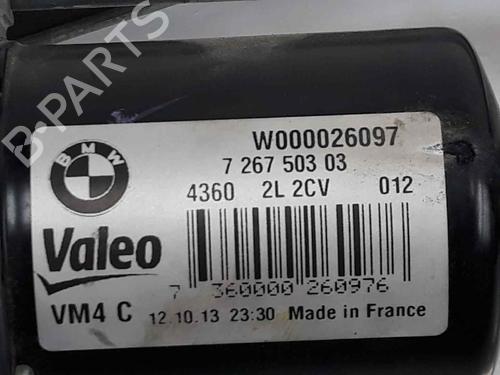 B-PARTS
W000026097
BMW
7 267 503 03
4360 2L 2CV 012
Valeo
7 360000 260976
VM4 C 12.10.13 23:30 Made in France